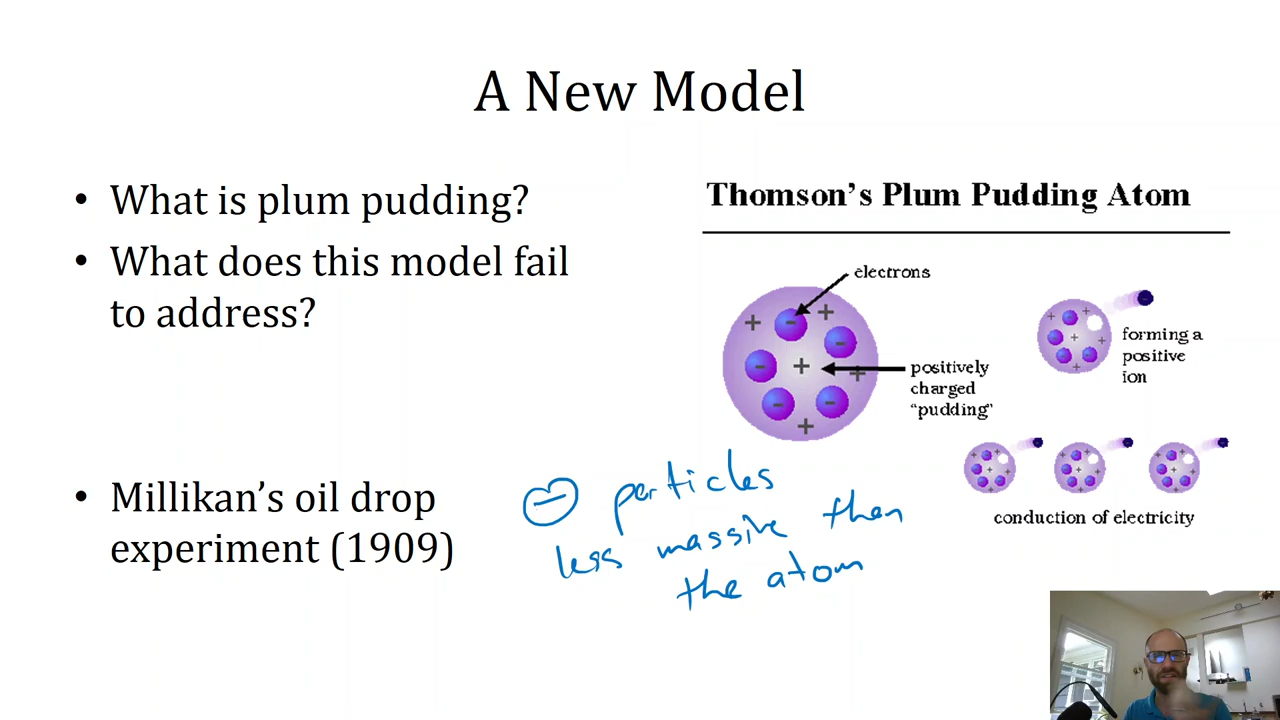 A New Model
• What is plum pudding?
• What does this model fail
to address?
• Millikan’s oil drop
experiment (1909)
Thomson’s Plum Pudding Atom
electrons
positively
charged
“pudding”
forming a
positive
ion
conduction of electricity
⊖ particles
less massive than
the atom